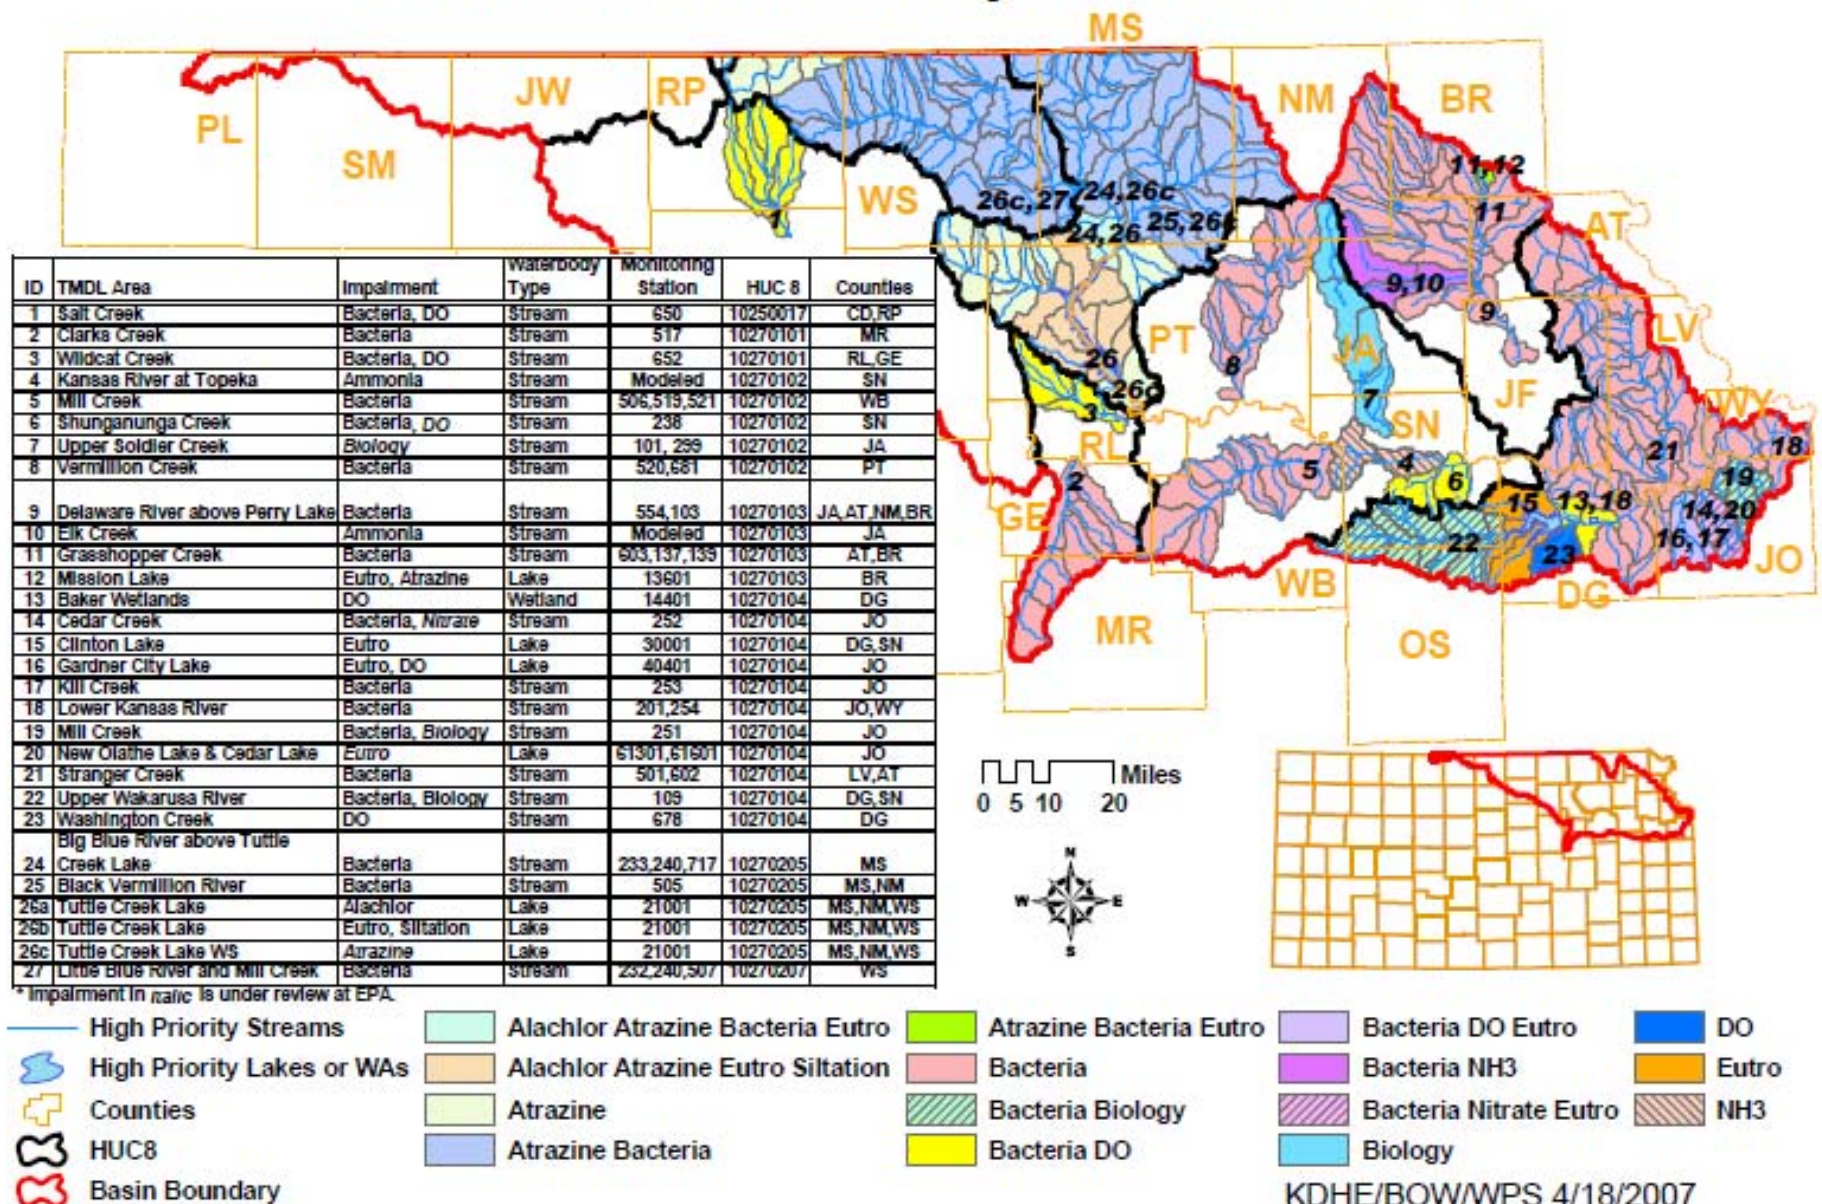 MS
JW RP NM BR
PL SM WS AT
11,12
26c,27 24,26c
1 11
24,26 25,26c
9,10
9
PT JA LV
26 8
26c JF
3 7 WY
RL SN
21 18
5 4 6 19
2
GE 15 13,18 14,20
22 23 16,17 JO
WB DG
MR OS
ID TMDL Area Impairment Waterbody Type Monitoring Station HUC 8 Counties
1 Salt Creek Bacteria, DO Stream 650 10250017 CD,RP
2 Clarks Creek Bacteria Stream 517 10270101 MR
3 Wildcat Creek Bacteria, DO Stream 652 10270101 RL,GE
4 Kansas River at Topeka Ammonia Stream Modeled 10270102 SN
5 Mill Creek Bacteria Stream 506,519,521 10270102 WB
6 Shunganunga Creek Bacteria, DO Stream 238 10270102 SN
7 Upper Soldier Creek Biology Stream 101, 299 10270102 JA
8 Vermillion Creek Bacteria Stream 520,681 10270102 PT
9 Delaware River above Perry Lake Bacteria Stream 554,103 10270103 JA,AT,NM,BR
10 Elk Creek Ammonia Stream Modeled 10270103 JA
11 Grasshopper Creek Bacteria Stream 603,137,139 10270103 AT,BR
12 Mission Lake Eutro, Atrazine Lake 13601 10270103 BR
13 Baker Wetlands DO Wetland 14401 10270104 DG
14 Cedar Creek Bacteria, Nitrate Stream 252 10270104 JO
15 Clinton Lake Eutro Lake 30001 10270104 DG,SN
16 Gardner City Lake Eutro, DO Lake 40401 10270104 JO
17 Kill Creek Bacteria Stream 253 10270104 JO
18 Lower Kansas River Bacteria Stream 201,254 10270104 JO,WY
19 Mill Creek Bacteria, Biology Stream 251 10270104 JO
20 New Olathe Lake & Cedar Lake Eutro Lake 61301,61601 10270104 JO
21 Stranger Creek Bacteria Stream 501,602 10270104 LV,AT
22 Upper Wakarusa River Bacteria, Biology Stream 109 10270104 DG,SN
23 Washington Creek DO Stream 678 10270104 DG
24 Big Blue River above Tuttle Creek Lake Bacteria Stream 233,240,717 10270205 MS
25 Black Vermillion River Bacteria Stream 505 10270205 MS,NM
26a Tuttle Creek Lake Alachlor Lake 21001 10270205 MS,NM,WS
26b Tuttle Creek Lake Eutro, Siltation Lake 21001 10270205 MS,NM,WS
26c Tuttle Creek Lake WS Atrazine Lake 21001 10270205 MS,NM,WS
27 Little Blue River and Mill Creek Bacteria Stream 232,240,507 10270207 WS
* Impairment in italic is under review at EPA.
Miles
0 5 10 20
N
W E
S
High Priority Streams
High Priority Lakes or WAs
Counties
HUC8
Basin Boundary
Alachlor Atrazine Bacteria Eutro
Alachlor Atrazine Eutro Siltation
Atrazine
Atrazine Bacteria
Atrazine Bacteria Eutro
Bacteria
Bacteria Biology
Bacteria DO
Bacteria DO Eutro
Bacteria NH3
Bacteria Nitrate Eutro
Biology
DO
Eutro
NH3
KDHE/BOW/WPS 4/18/2007